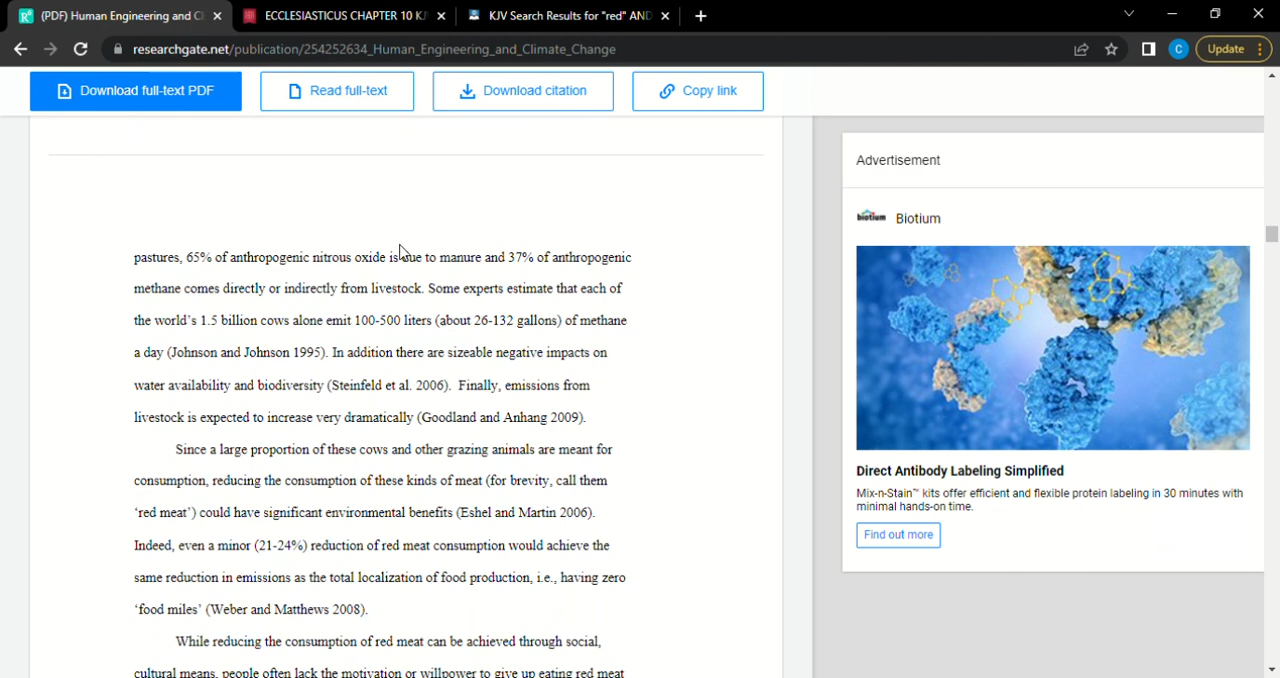 (PDF) Human Engineering and Cl
ECCLESIASTICUS CHAPTER 10 KJ
KJV Search Results for "red" AND
researchgate.net/publication/254252634_Human_Engineering_and_Climate_Change
C
Update
Download full-text PDF
Read full-text
Download citation
Copy link
pastures, 65% of anthropogenic nitrous oxide is due to manure and 37% of anthropogenic
methane comes directly or indirectly from livestock. Some experts estimate that each of
the world's 1.5 billion cows alone emit 100-500 liters (about 26-132 gallons) of methane
a day (Johnson and Johnson 1995). In addition there are sizeable negative impacts on
water availability and biodiversity (Steinfeld et al. 2006).  Finally, emissions from
livestock is expected to increase very dramatically (Goodland and Anhang 2009).
Since a large proportion of these cows and other grazing animals are meant for
consumption, reducing the consumption of these kinds of meat (for brevity, call them
‘red meat’) could have significant environmental benefits (Eshel and Martin 2006).
Indeed, even a minor (21-24%) reduction of red meat consumption would achieve the
same reduction in emissions as the total localization of food production, i.e., having zero
‘food miles’ (Weber and Matthews 2008).
While reducing the consumption of red meat can be achieved through social,
cultural means, people often lack the motivation or willpower to give up eating red meat
Advertisement
biotium
Biotium
Direct Antibody Labeling Simplified
Mix-n-Stain™ kits offer efficient and flexible protein labeling in 30 minutes with
minimal hands-on time.
Find out more